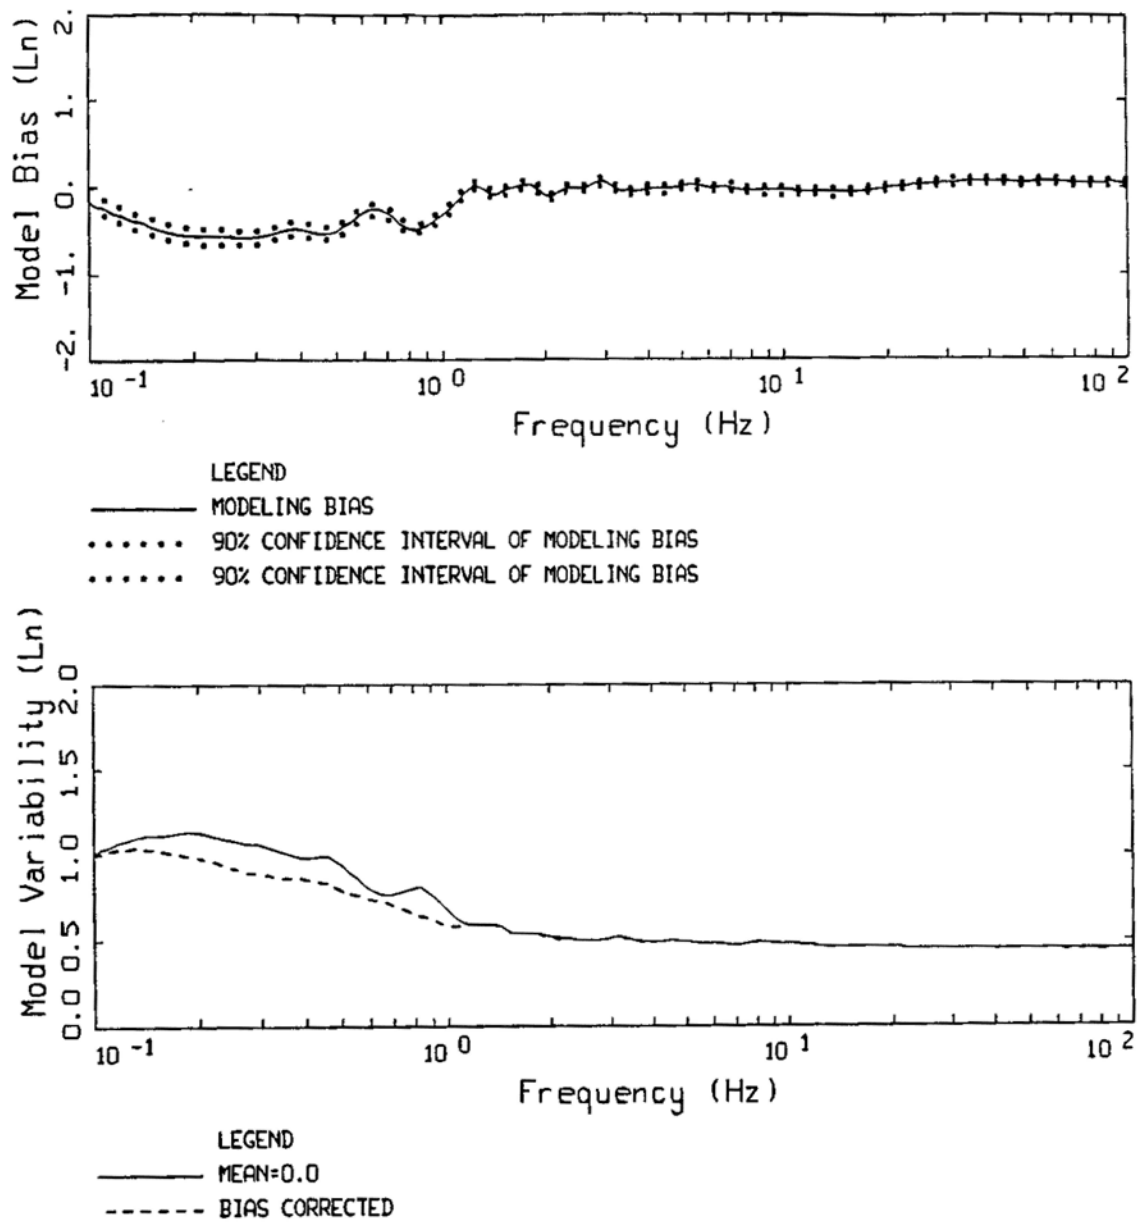 Model Bias (Ln)
2.
1.
0.
-1.
-2.
10 -1
10 0
10 1
10 2
Frequency (Hz)
LEGEND
MODELING BIAS
90% CONFIDENCE INTERVAL OF MODELING BIAS
90% CONFIDENCE INTERVAL OF MODELING BIAS
Model Variability (Ln)
2.0
1.5
1.0
0.5
0.0
10 -1
10 0
10 1
10 2
Frequency (Hz)
LEGEND
MEAN=0.0
BIAS CORRECTED